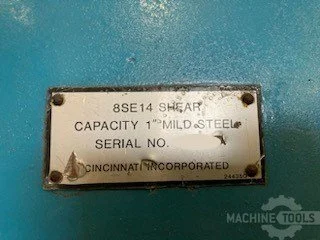 8SE14 SHEAR
CAPACITY 1" MILD STEEL
SERIAL NO.
CINCINNATI INCORPORATED
MACHINE TOOLS